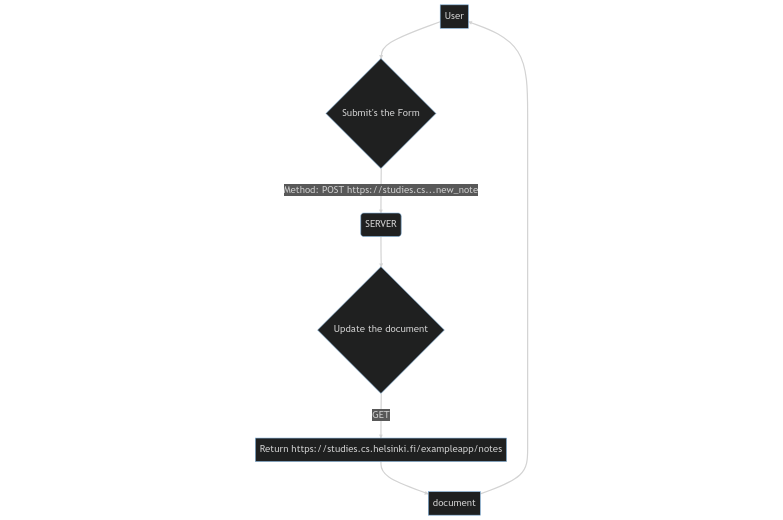 User
Submit's the Form
Method: POST https://studies.cs...new_note
SERVER
Update the document
GET
Return https://studies.cs.helsinki.fi/exampleapp/notes
document